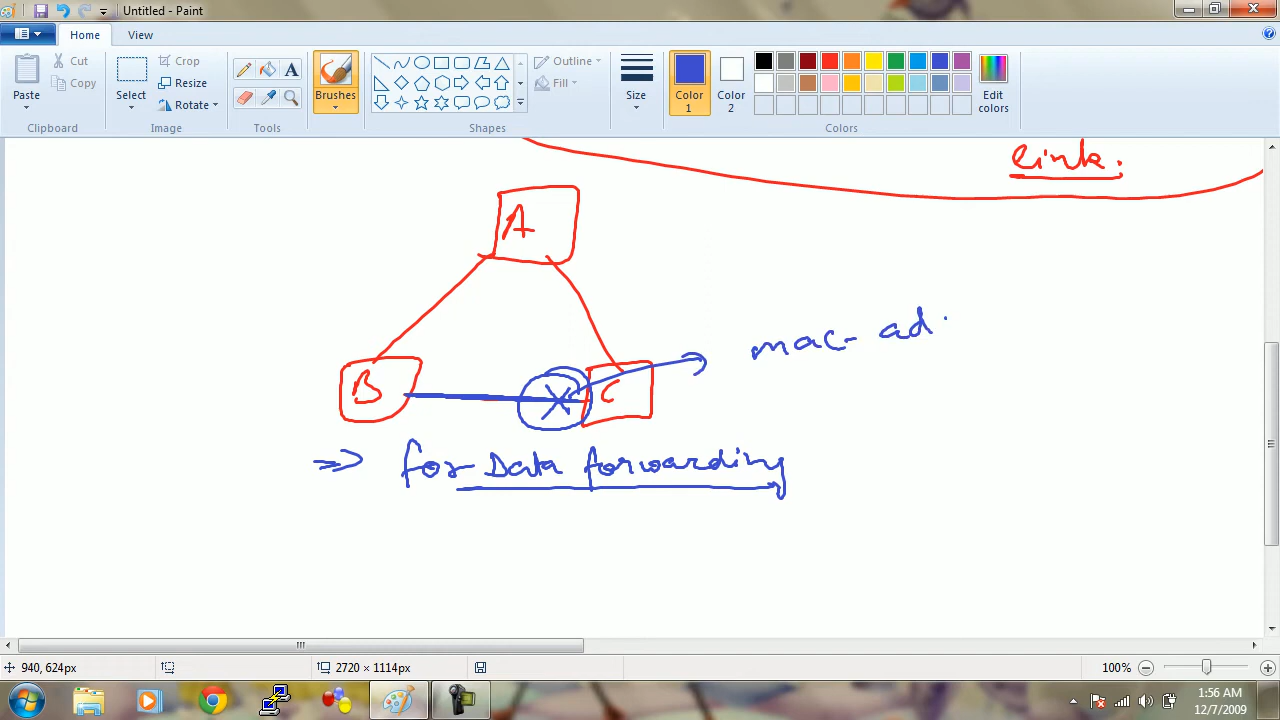 Untitled - Paint
Home View
Paste
Cut
Copy
Clipboard
Select
Crop
Resize
Rotate
Image
Tools
Brushes
Outline
Fill
Shapes
Size
Color 1
Color 2
Edit colors
Colors
link.
A
mac- ad.
B
C
⇒ for Data forwarding
940, 624px
2720 × 1114px
100%
1:56 AM
12/7/2009